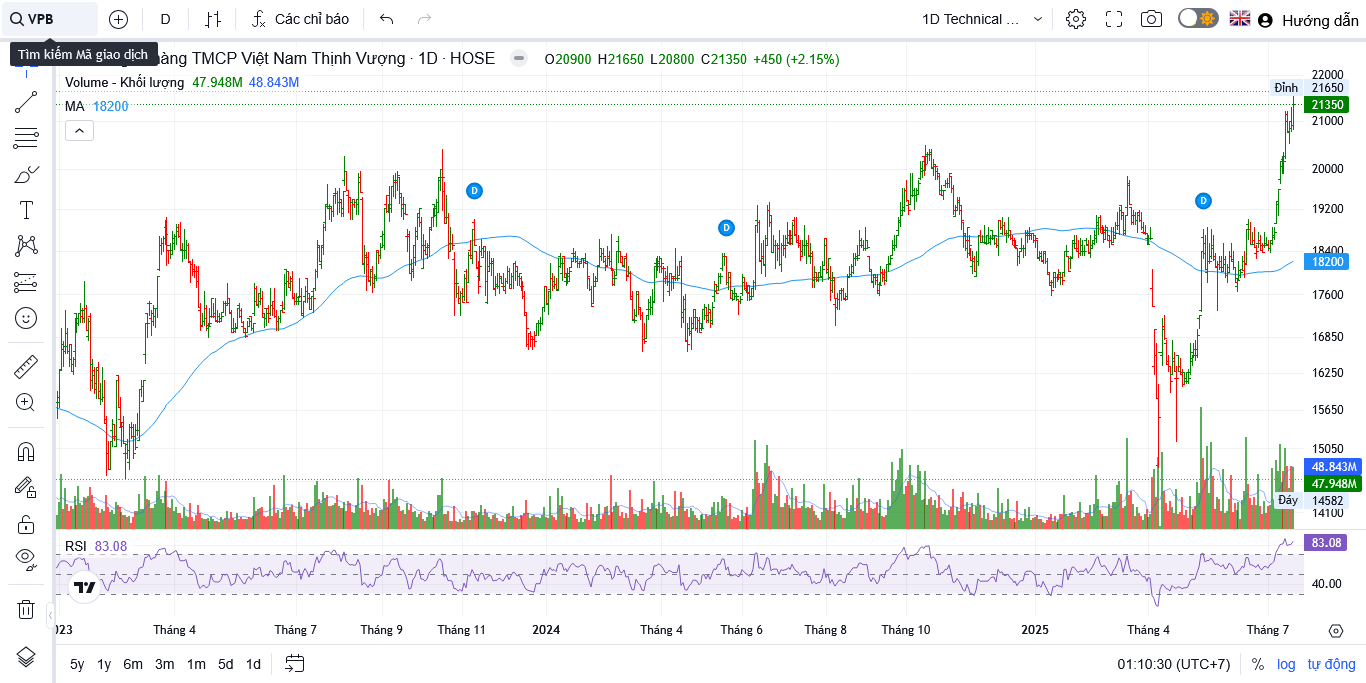 VPB D Các chỉ báo 1D Technical ... Hướng dẫn
Tìm kiếm Mã giao dịch
hàng TMCP Việt Nam Thịnh Vượng · 1D · HOSE O20900 H21650 L20800 C21350 +450 (+2.15%)
Volume - Khối lượng 47.948M 48.843M
MA 18200
22000
Đỉnh 21650
21350
21000
20000
19200
18400
18200
17600
16850
16250
15650
15050
48.843M
47.948M
Đáy 14582
14100
D
D
D
RSI 83.08
83.08
40.00
023 Tháng 4 Tháng 7 Tháng 9 Tháng 11 2024 Tháng 4 Tháng 6 Tháng 8 Tháng 10 2025 Tháng 4 Tháng 7
5y 1y 6m 3m 1m 5d 1d 01:10:30 (UTC+7) % log tự động